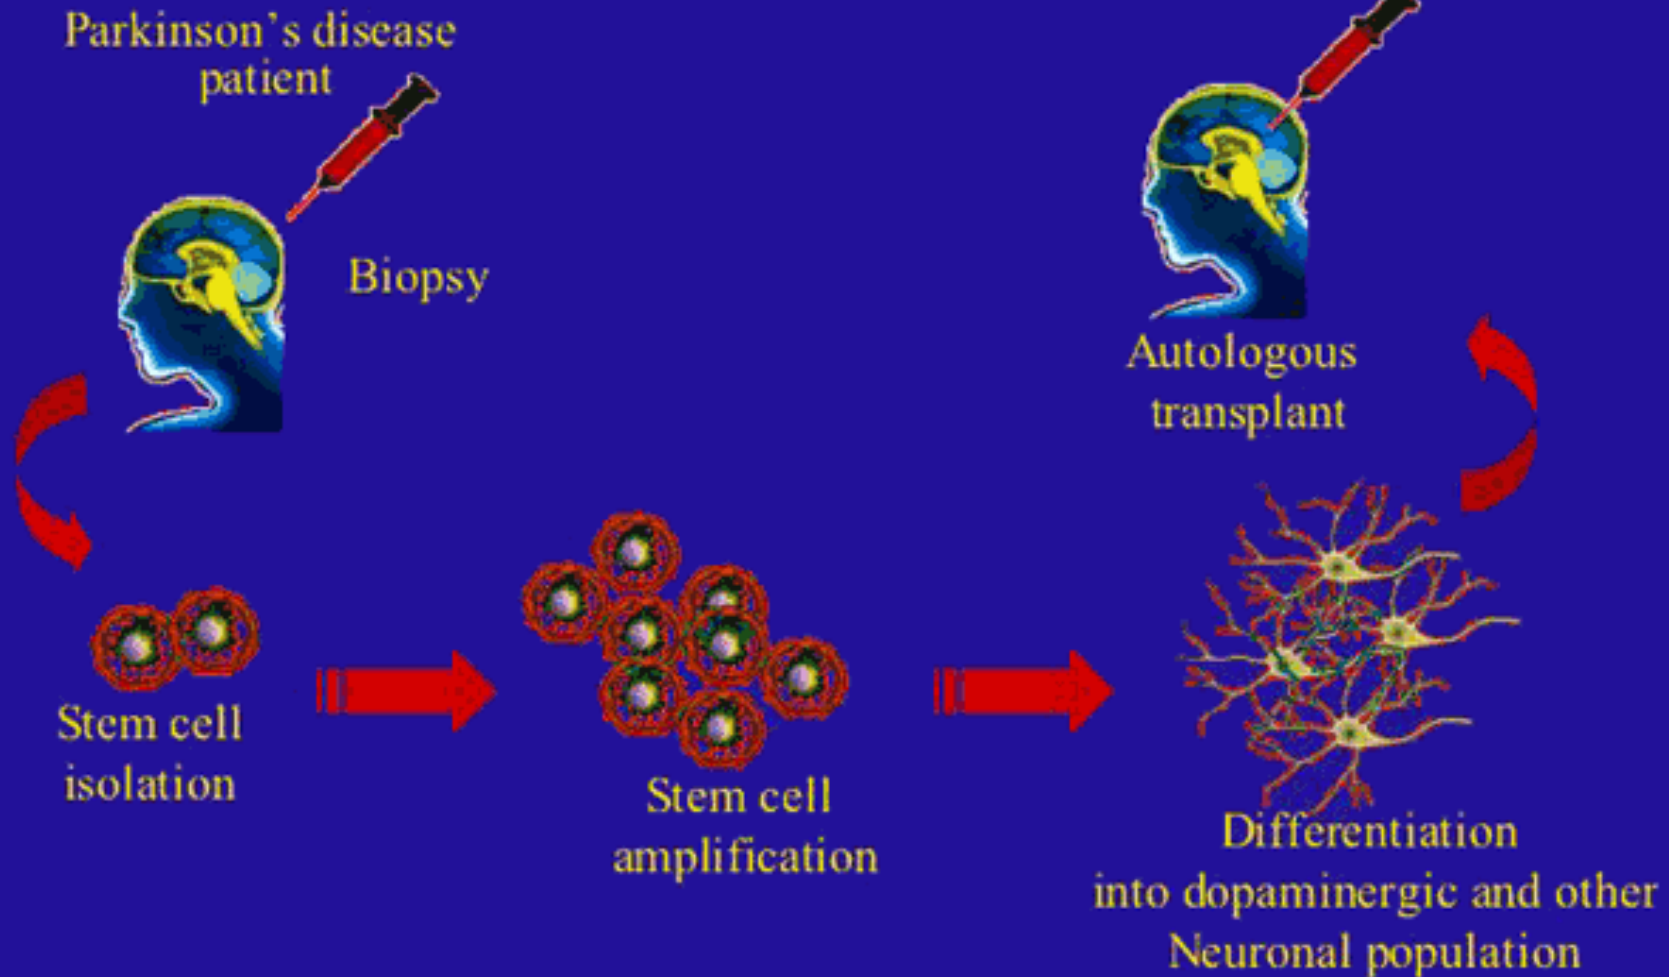 Parkinson's disease
patient
Biopsy
Stem cell
isolation
Stem cell
amplification
Differentiation
into dopaminergic and other
Neuronal population
Autologous
transplant